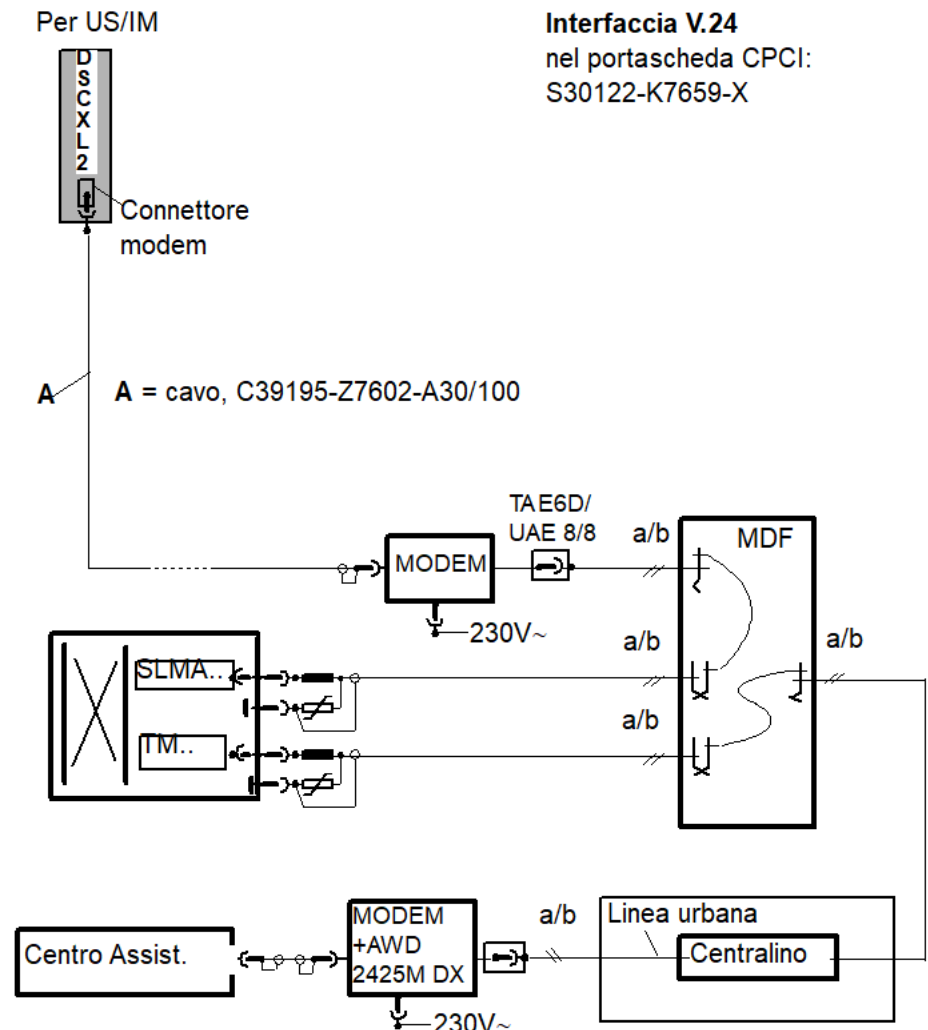 Per US/IM
Interfaccia V.24
nel portascheda CPCI:
S30122-K7659-X
D
S
C
X
L
2
Connettore
modem
A
A = cavo, C39195-Z7602-A30/100
TAE6D/
UAE 8/8
a/b
MDF
MODEM
230V~
a/b
a/b
SLMA..
a/b
TM..
MODEM
+AWD
2425M DX
a/b
Linea urbana
Centralino
Centro Assist.
230V~